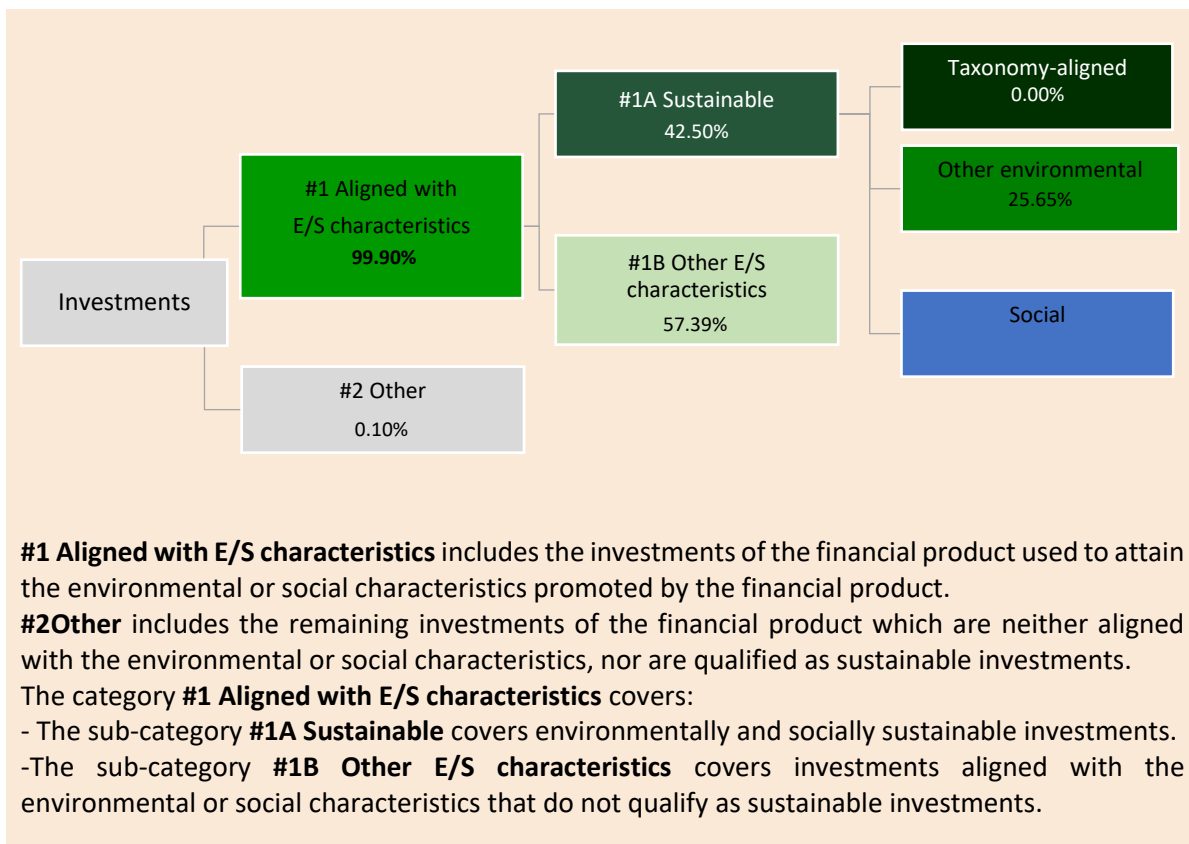 Taxonomy-aligned
0.00%
#1A Sustainable
42.50%
Other environmental
25.65%
#1 Aligned with
E/S characteristics
99.90%
#1B Other E/S
characteristics
57.39%
Investments
Social
#2 Other
0.10%
#1 Aligned with E/S characteristics includes the investments of the financial product used to attain
the environmental or social characteristics promoted by the financial product.
#2Other includes the remaining investments of the financial product which are neither aligned
with the environmental or social characteristics, nor are qualified as sustainable investments.
The category #1 Aligned with E/S characteristics covers:
- The sub-category #1A Sustainable covers environmentally and socially sustainable investments.
-The sub-category #1B Other E/S characteristics covers investments aligned with the
environmental or social characteristics that do not qualify as sustainable investments.